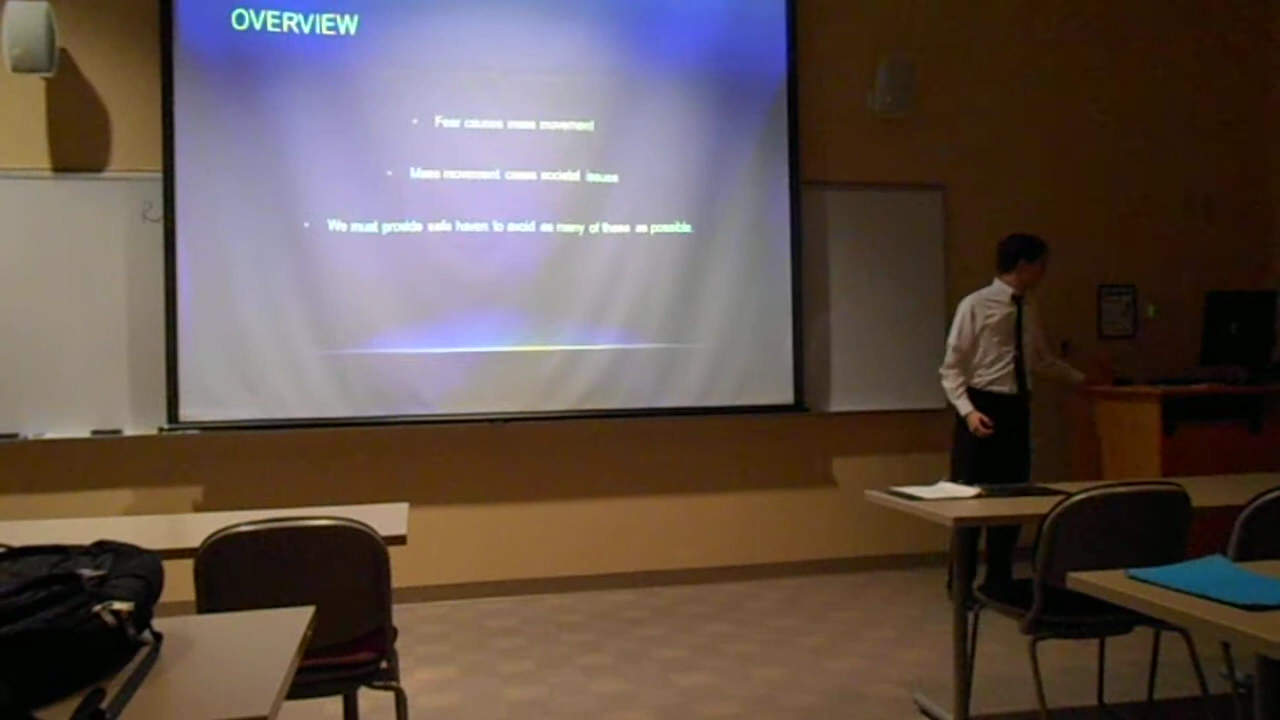 OVERVIEW
• Fear causes mass movement
• Mass movement causes societal issues
• We must provide safe haven to avoid as many of these as possible.